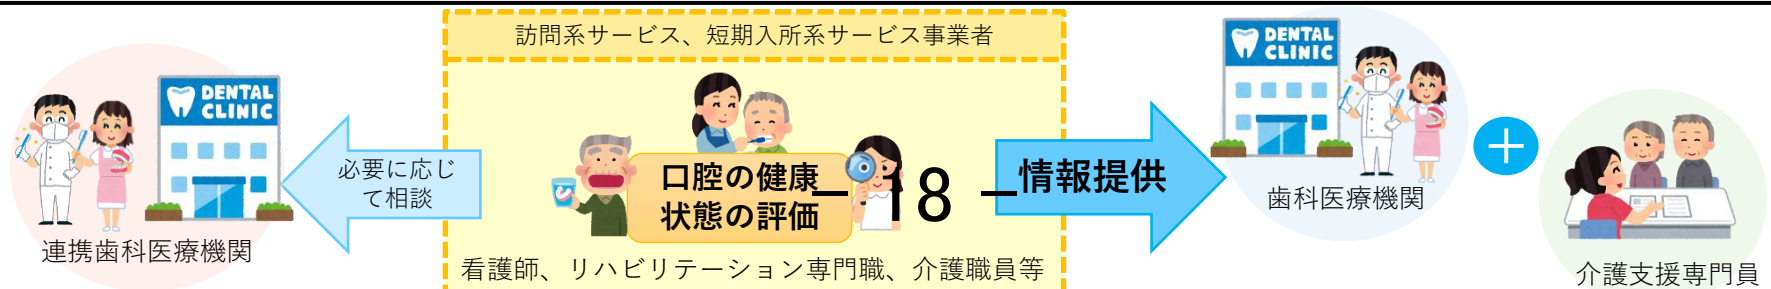 訪問系サービス、短期入所系サービス事業者
DENTAL
CLINIC
連携歯科医療機関
必要に応じ
て相談
口腔の健康
状態の評価
看護師、リハビリテーション専門職、介護職員等
– 18 –
情報提供
DENTAL
CLINIC
歯科医療機関
+
介護支援専門員